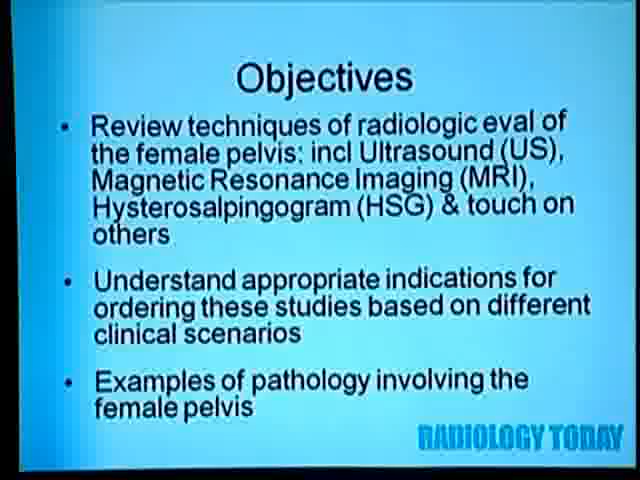 Objectives
• Review techniques of radiologic eval of
the female pelvis: incl Ultrasound (US),
Magnetic Resonance Imaging (MRI),
Hysterosalpingogram (HSG) & touch on
others
• Understand appropriate indications for
ordering these studies based on different
clinical scenarios
• Examples of pathology involving the
female pelvis
RADIOLOGY TODAY